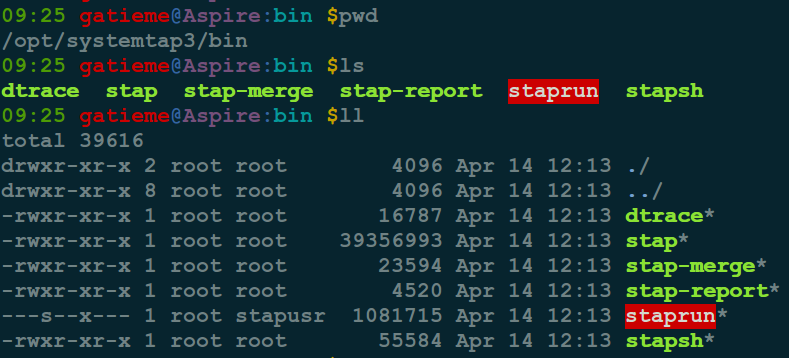 09:25 gatieme@Aspire:bin $pwd
/opt/systemtap3/bin
09:25 gatieme@Aspire:bin $ls
dtrace  stap  stap-merge  stap-report  staprun  stapsh
09:25 gatieme@Aspire:bin $ll
total 39616
drwxr-xr-x 2 root root        4096 Apr 14 12:13 ./
drwxr-xr-x 8 root root        4096 Apr 14 12:13 ../
-rwxr-xr-x 1 root root       16787 Apr 14 12:13 dtrace*
-rwxr-xr-x 1 root root    39356993 Apr 14 12:13 stap*
-rwxr-xr-x 1 root root       23594 Apr 14 12:13 stap-merge*
-rwxr-xr-x 1 root root        4520 Apr 14 12:13 stap-report*
---s--x--- 1 root stapusr  1081715 Apr 14 12:13 staprun*
-rwxr-xr-x 1 root root       55584 Apr 14 12:13 stapsh*